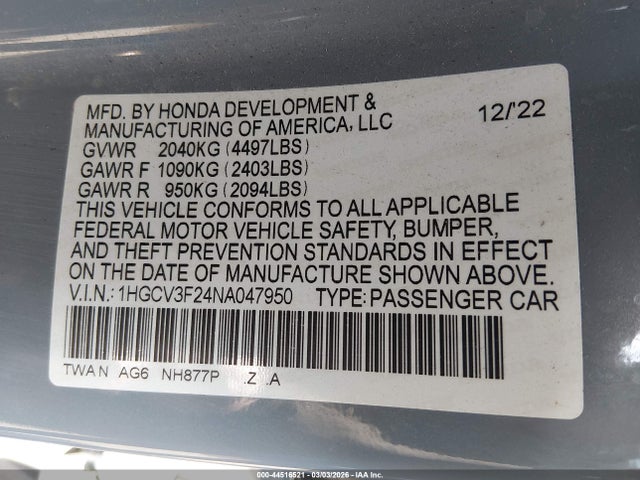 MFD. BY HONDA DEVELOPMENT &
MANUFACTURING OF AMERICA, LLC 12/'22
GVWR 2040KG (4497LBS)
GAWR F 1090KG (2403LBS)
GAWR R 950KG (2094LBS)
THIS VEHICLE CONFORMS TO ALL APPLICABLE
FEDERAL MOTOR VEHICLE SAFETY, BUMPER,
AND THEFT PREVENTION STANDARDS IN EFFECT
ON THE DATE OF MANUFACTURE SHOWN ABOVE.
V.I.N.: 1HGCV3F24NA047950 TYPE: PASSENGER CAR
TWA N AG6 NH877P .Z .A
000-44516521 - 03/03/2026 - IAA Inc.